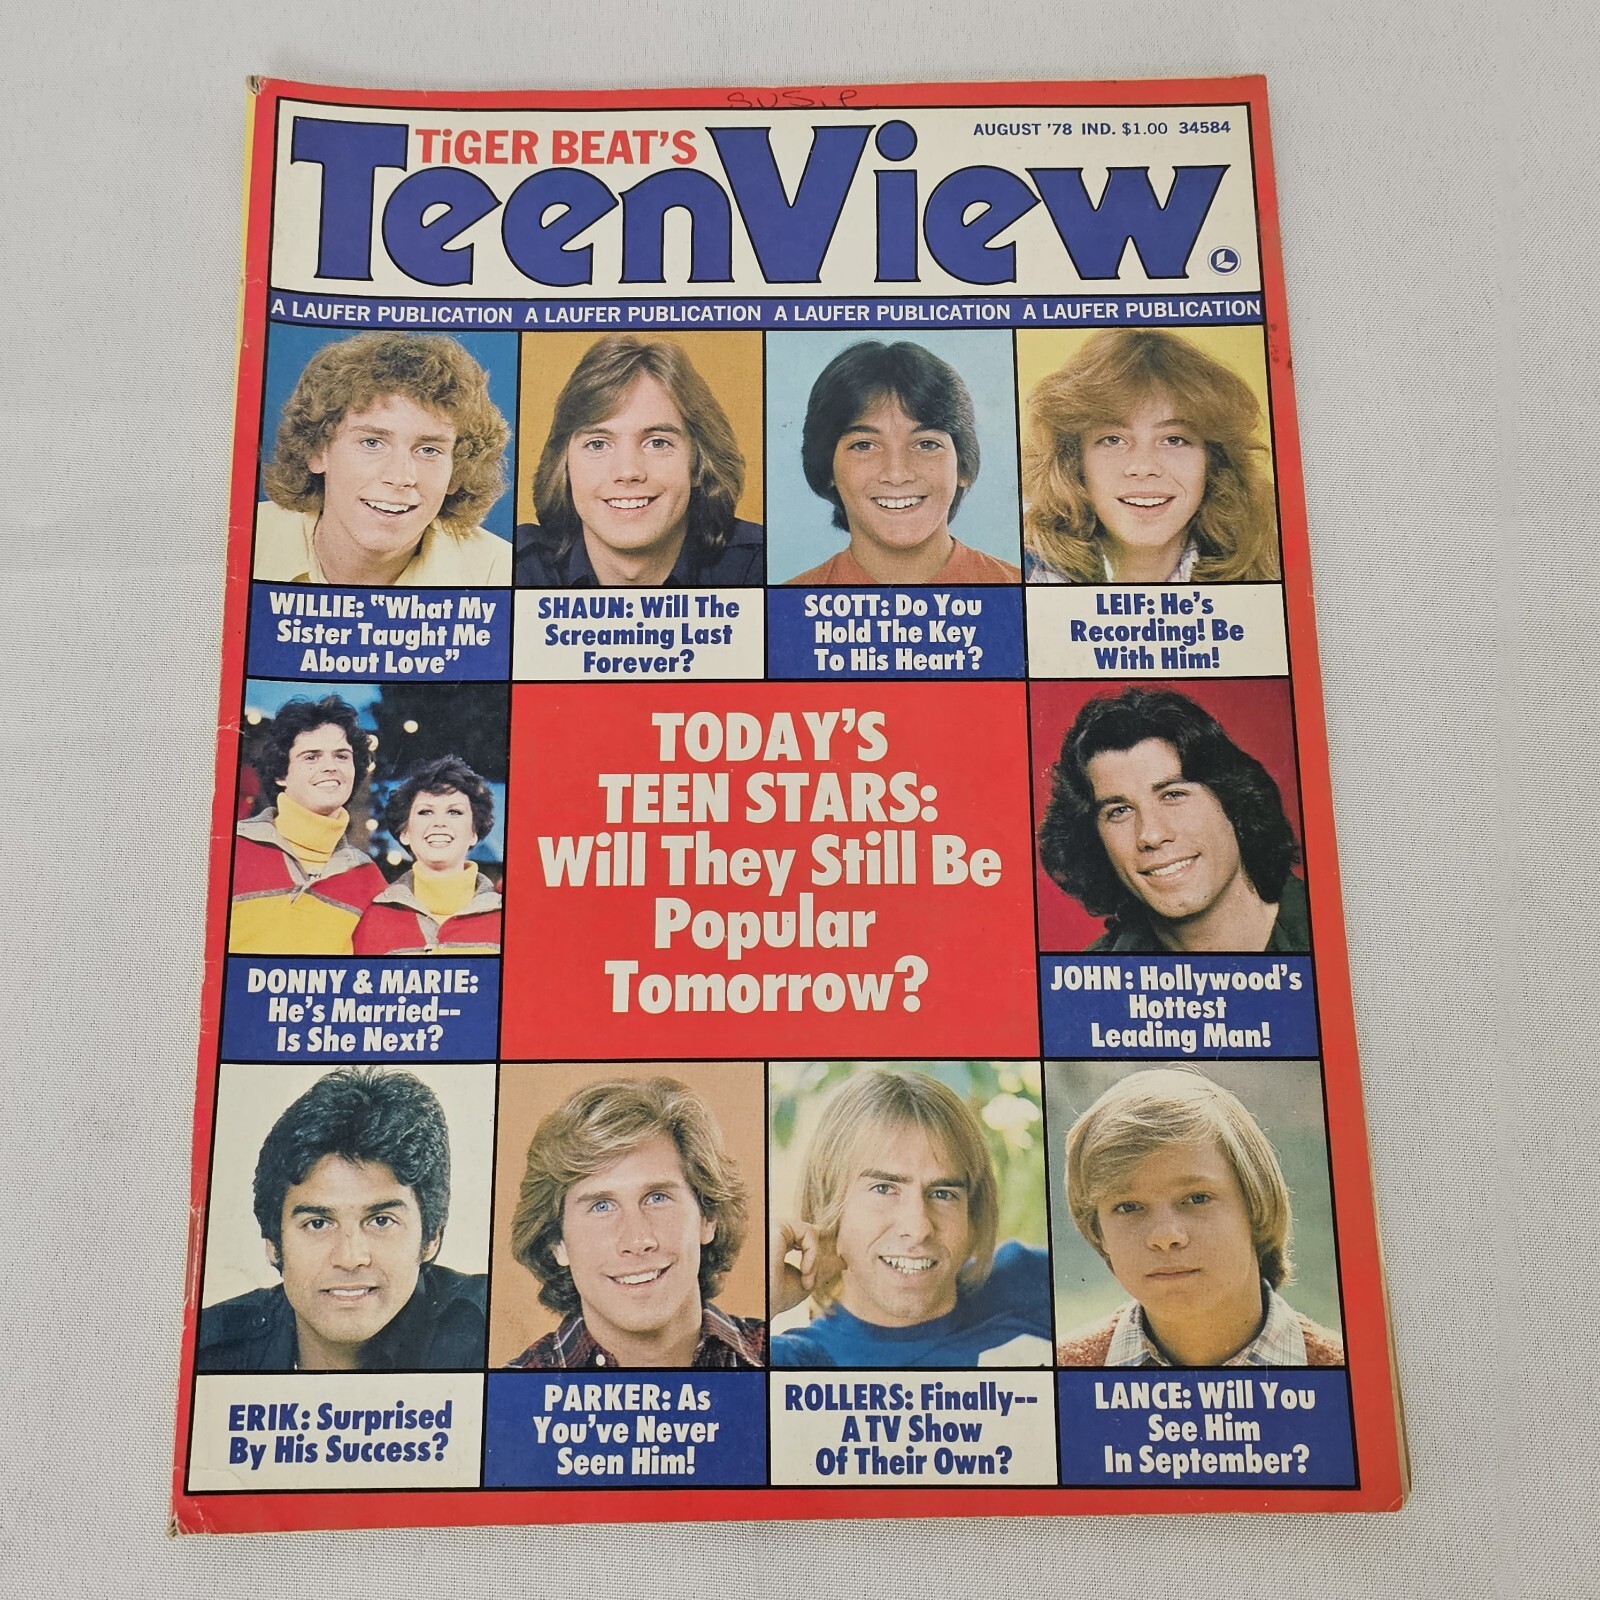 susie
TiGER BEAT'S
TeenView
AUGUST '78 IND. $1.00 34584
A LAUFER PUBLICATION A LAUFER PUBLICATION A LAUFER PUBLICATION A LAUFER PUBLICATION
WILLIE: "What My
Sister Taught Me
About Love"
SHAUN: Will The
Screaming Last
Forever?
SCOTT: Do You
Hold The Key
To His Heart?
LEIF: He's
Recording! Be
With Him!
DONNY & MARIE:
He's Married--
Is She Next?
TODAY'S
TEEN STARS:
Will They Still Be
Popular
Tomorrow?
JOHN: Hollywood's
Hottest
Leading Man!
ERIK: Surprised
By His Success?
PARKER: As
You've Never
Seen Him!
ROLLERS: Finally--
A TV Show
Of Their Own?
LANCE: Will You
See Him
In September?